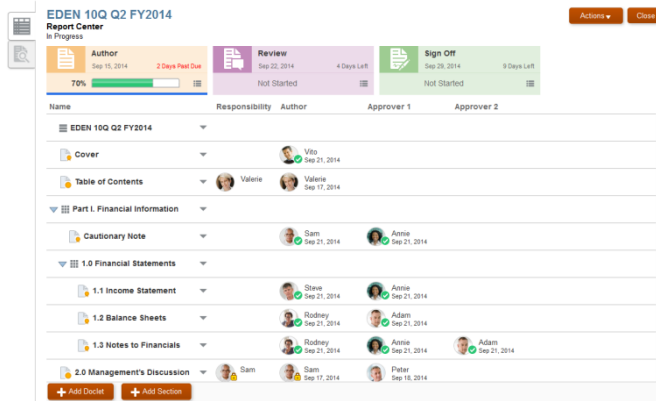 EDEN 10Q Q2 FY2014
Report Center
In Progress
Actions
Close
Author
Sep 15, 2014
2 Days Past Due
70%
Review
Sep 22, 2014
4 Days Left
Not Started
Sign Off
Sep 29, 2014
9 Days Left
Not Started
Name Responsibility Author Approver 1 Approver 2
EDEN 10Q Q2 FY2014
Cover Vito
Sep 21, 2014
Table of Contents Valerie Valerie
Sep 17, 2014
Part I. Financial Information
Cautionary Note Sam Annie
Sep 21, 2014 Sep 21, 2014
1.0 Financial Statements
1.1 Income Statement Steve Annie
Sep 21, 2014 Sep 21, 2014
1.2 Balance Sheets Rodney Adam
Sep 21, 2014 Sep 21, 2014
1.3 Notes to Financials Rodney Annie Adam
Sep 21, 2014 Sep 21, 2014 Sep 21, 2014
2.0 Management's Discussion Sam Sam Peter
Sep 17, 2014 Sep 18, 2014
Add Doclet Add Section